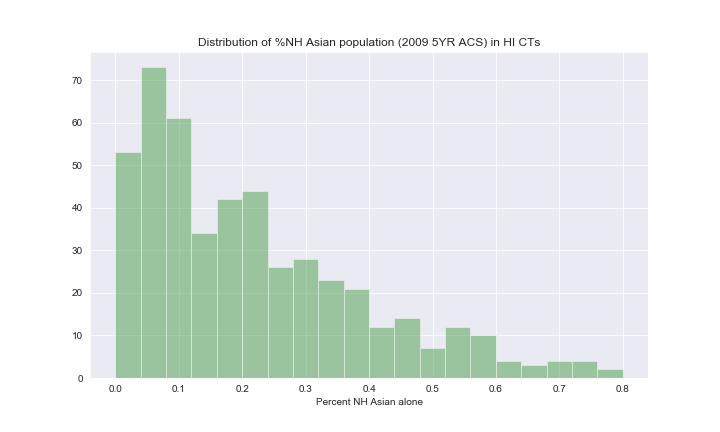 Distribution of %NH Asian population (2009 5YR ACS) in HI CTs
70
60
50
40
30
20
10
0
0.0 0.1 0.2 0.3 0.4 0.5 0.6 0.7 0.8
Percent NH Asian alone